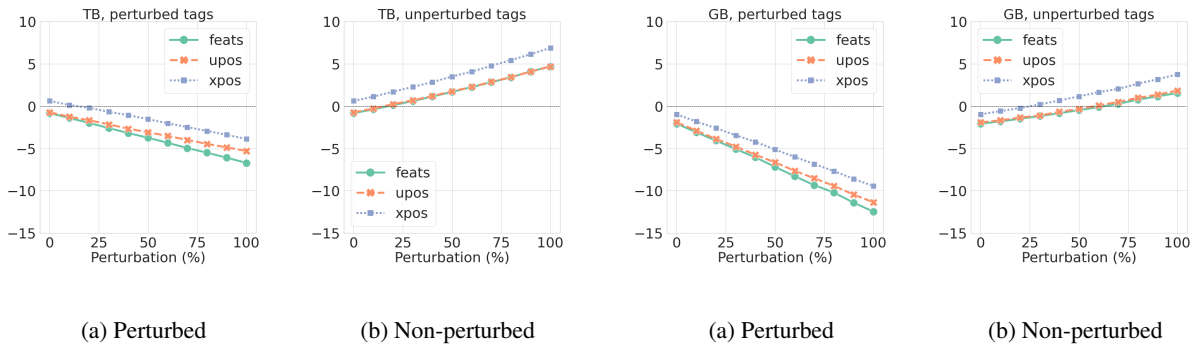 TB, perturbed tags
10
5
0
−5
−10
−15
feats
upos
xpos
0 25 50 75 100
Perturbation (%)
(a) Perturbed
TB, unperturbed tags
10
5
0
−5
−10
−15
feats
upos
xpos
0 25 50 75 100
Perturbation (%)
(b) Non-perturbed
GB, perturbed tags
10
5
0
−5
−10
−15
feats
upos
xpos
0 25 50 75 100
Perturbation (%)
(a) Perturbed
GB, unperturbed tags
10
5
0
−5
−10
−15
feats
upos
xpos
0 25 50 75 100
Perturbation (%)
(b) Non-perturbed